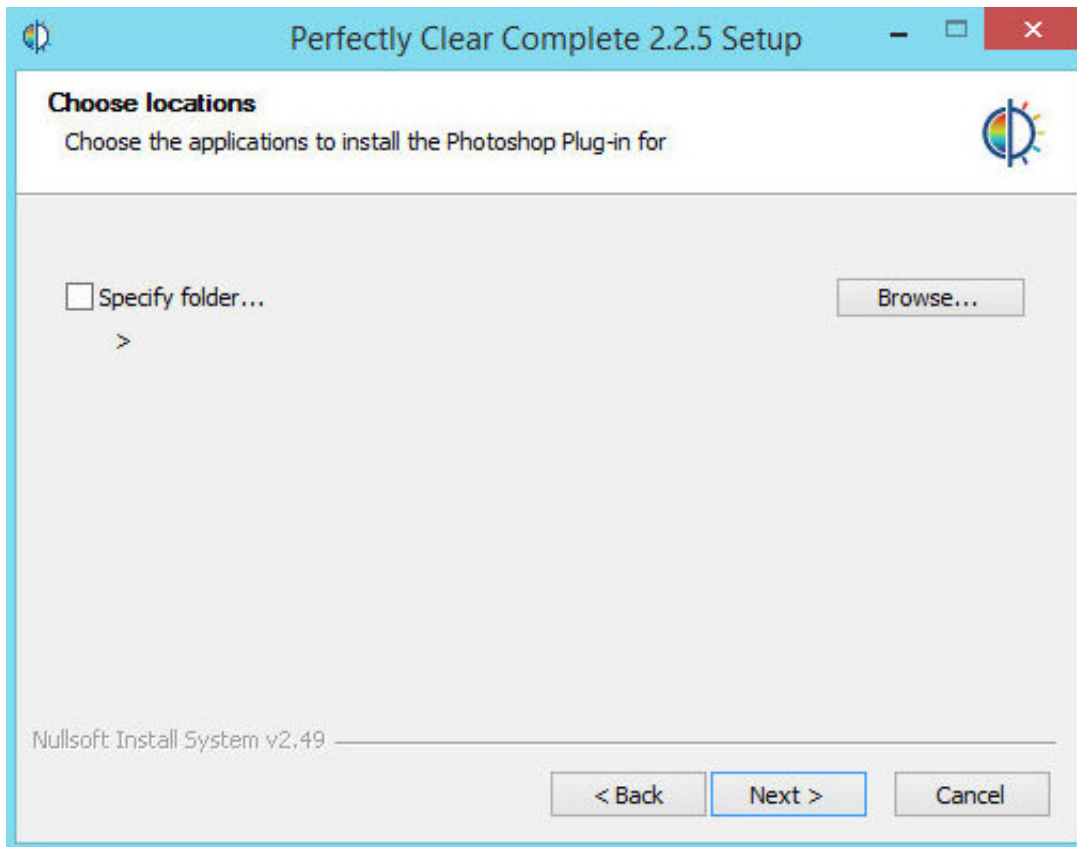 Perfectly Clear Complete 2.2.5 Setup
Choose locations
Choose the applications to install the Photoshop Plug-in for
Specify folder... Browse...
>
Nullsoft Install System v2.49
< Back Next > Cancel